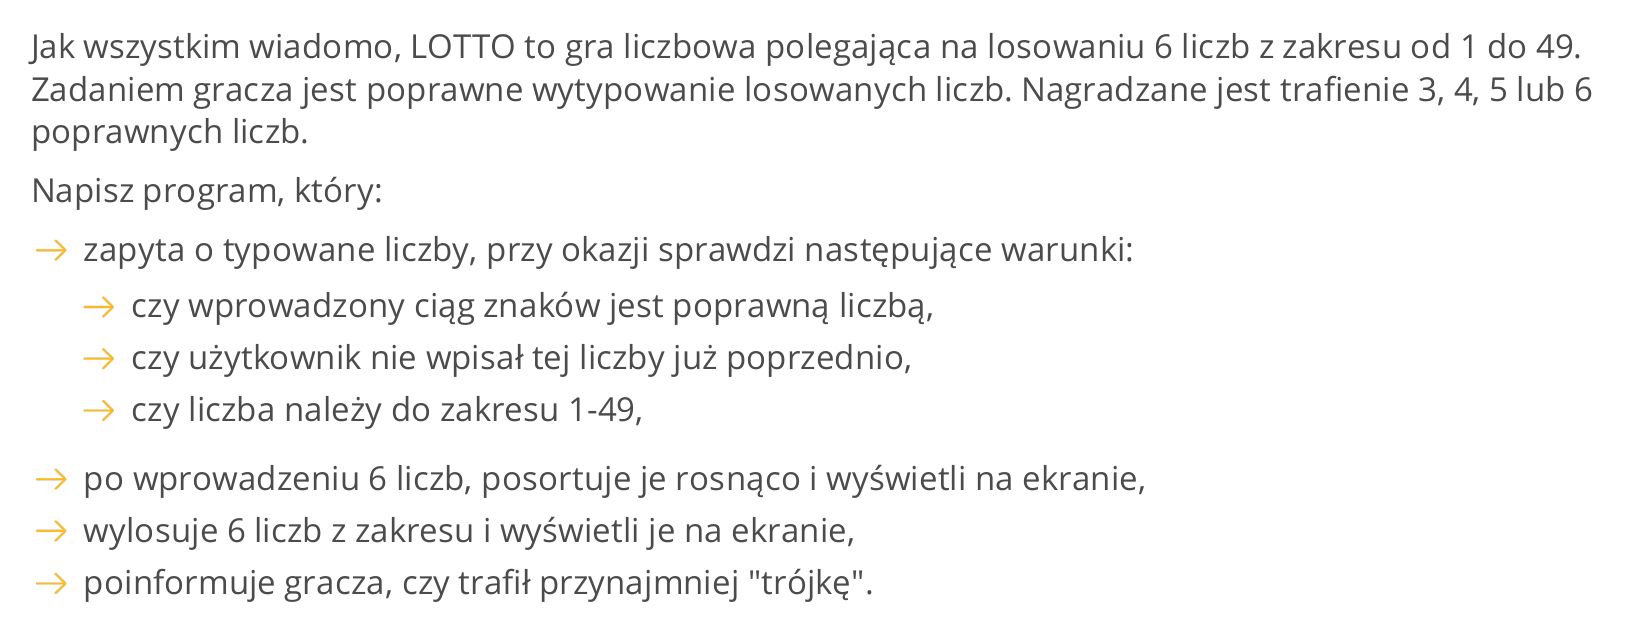 Jak wszystkim wiadomo, LOTTO to gra liczbowa polegająca na losowaniu 6 liczb z zakresu od 1 do 49.
Zadaniem gracza jest poprawne wytypowanie losowanych liczb. Nagradzane jest trafienie 3, 4, 5 lub 6
poprawnych liczb.
Napisz program, który:
→ zapyta o typowane liczby, przy okazji sprawdzi następujące warunki:
→ czy wprowadzony ciąg znaków jest poprawną liczbą,
→ czy użytkownik nie wpisał tej liczby już poprzednio,
→ czy liczba należy do zakresu 1-49,
→ po wprowadzeniu 6 liczb, posortuje je rosnąco i wyświetli na ekranie,
→ wylosuje 6 liczb z zakresu i wyświetli je na ekranie,
→ poinformuje gracza, czy trafił przynajmniej "trójkę".